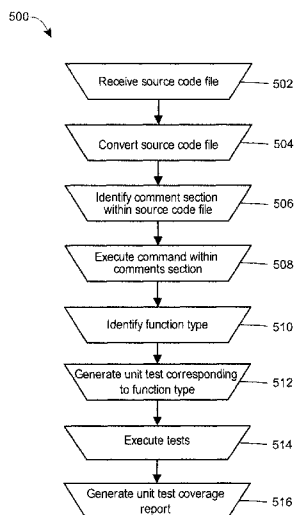 500
Receive source code file
502
Convert source code file
504
Identify comment section
within source code file
506
Execute command within
comments section
508
Identify function type
510
Generate unit test corresponding
to function type
512
Execute tests
514
Generate unit test coverage
report
516